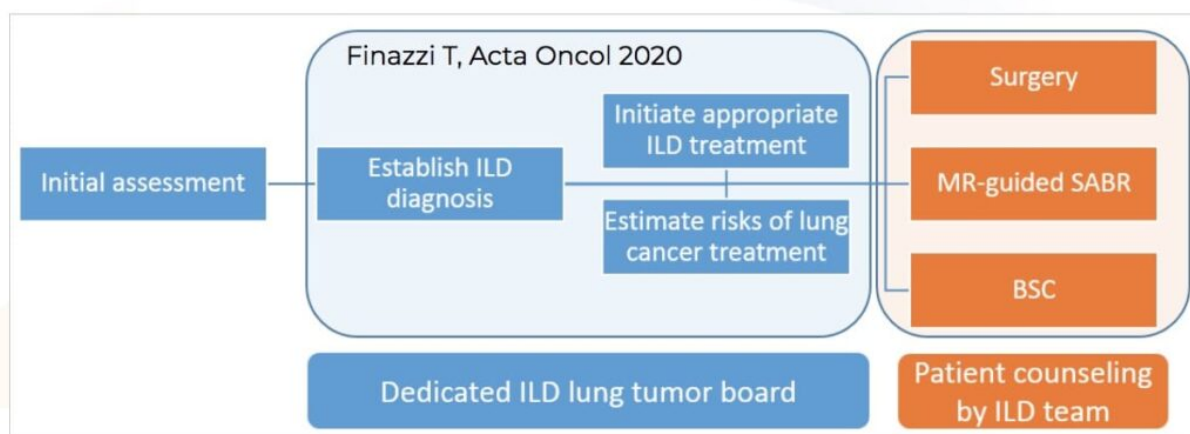 Finazzi T, Acta Oncol 2020
Initial assessment
Establish ILD
diagnosis
Initiate appropriate
ILD treatment
Estimate risks of lung
cancer treatment
Surgery
MR-guided SABR
BSC
Dedicated ILD lung tumor board
Patient counseling
by ILD team